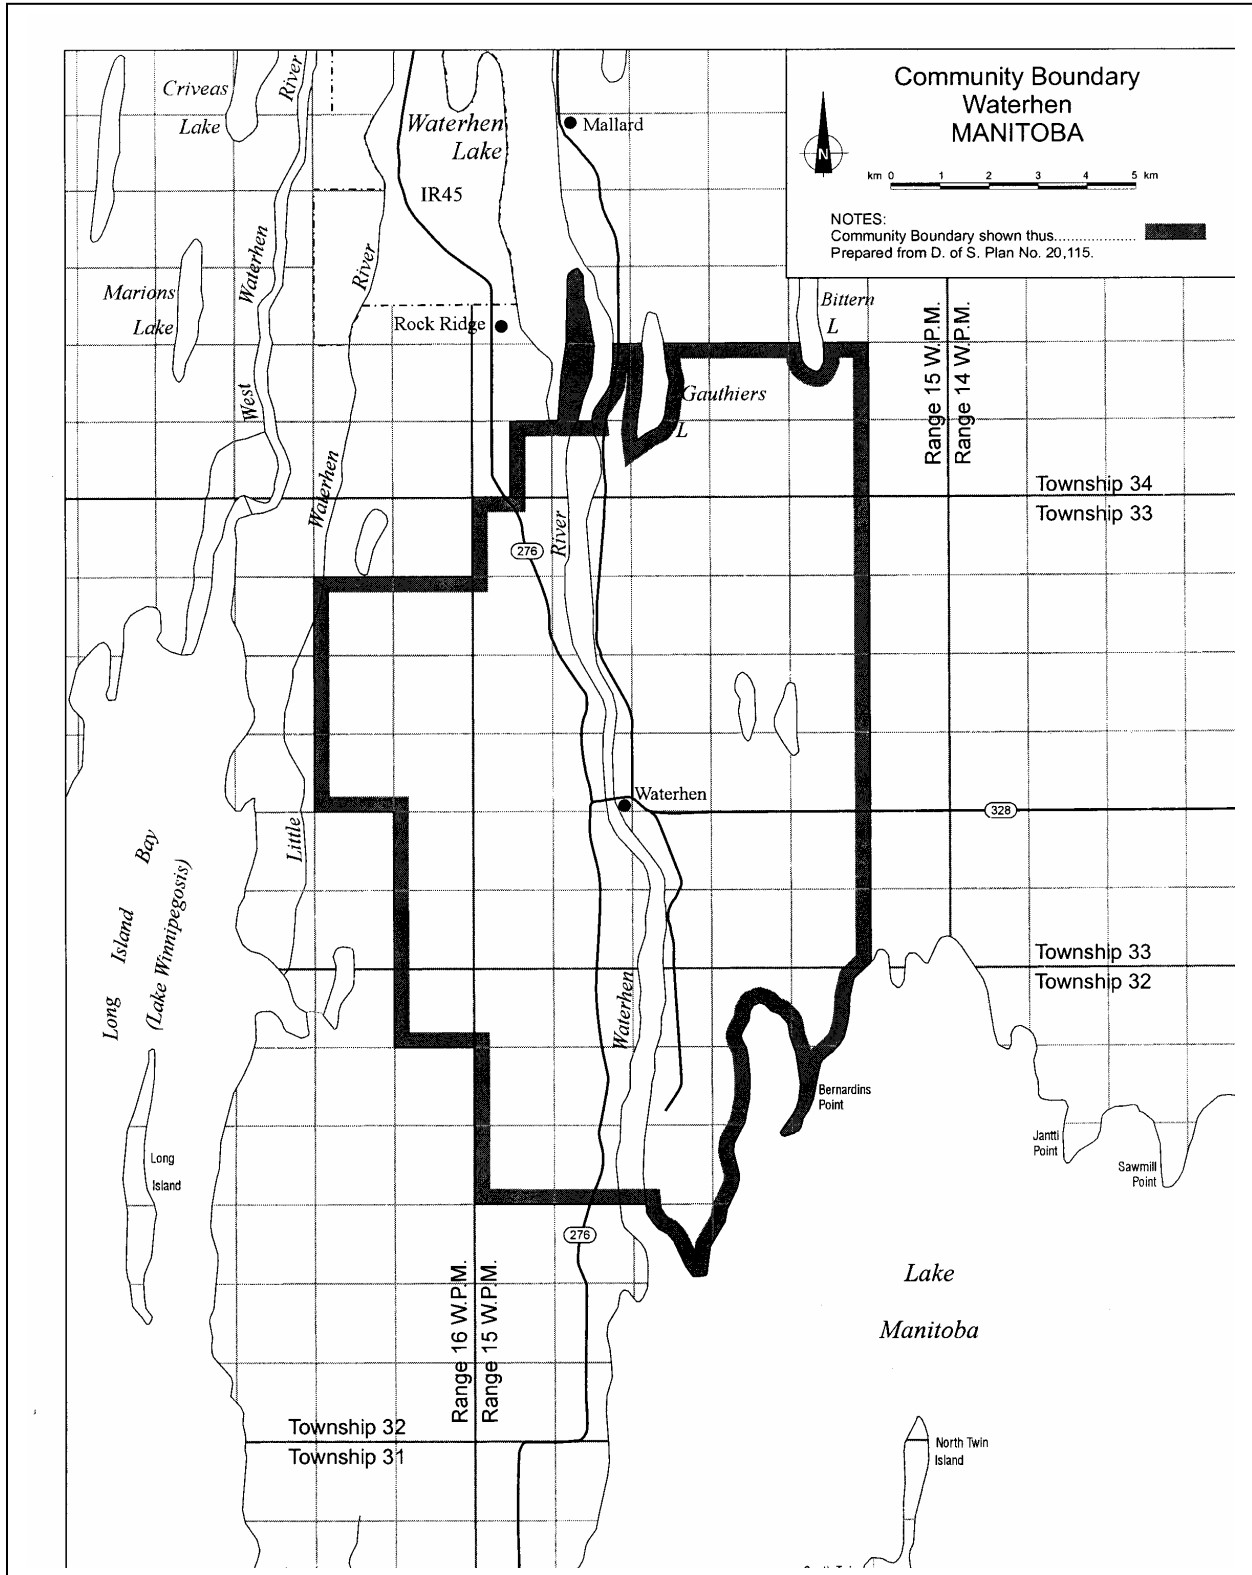 Community Boundary
Waterhen
MANITOBA
N
km 0 1 2 3 4 5 km
NOTES:
Community Boundary shown thus......................
Prepared from D. of S. Plan No. 20,115.
Criveas
Lake
River
Waterhen
Lake
Mallard
IR45
Waterhen
River
Marions
Lake
Rock Ridge
Bittern
L
West
Gauthiers
L
Range 15 W.P.M.
Range 14 W.P.M.
Waterhen
Township 34
Township 33
276
River
Waterhen
328
Little
Long Island Bay
(Lake Winnipegosis)
Township 33
Township 32
Waterhen
Bernardins
Point
Jantti
Point
Sawmill
Point
Long
Island
276
Range 16 W.P.M.
Range 15 W.P.M.
Lake
Manitoba
Township 32
Township 31
North Twin
Island